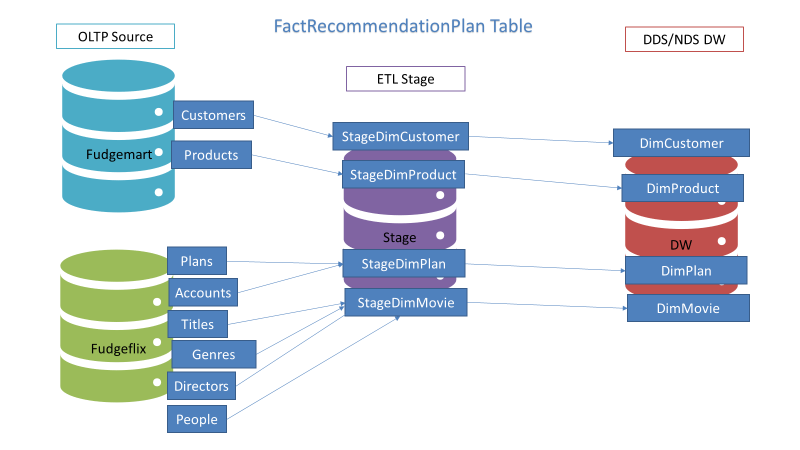 FactRecommendationPlan Table
OLTP Source
DDS/NDS DW
ETL Stage
Customers
Fudgemart
Products
StageDimCustomer
StageDimProduct
Stage
DimCustomer
DimProduct
DW
Plans
Accounts
Titles
Fudgeflix
Genres
Directors
People
StageDimPlan
StageDimMovie
DimPlan
DimMovie